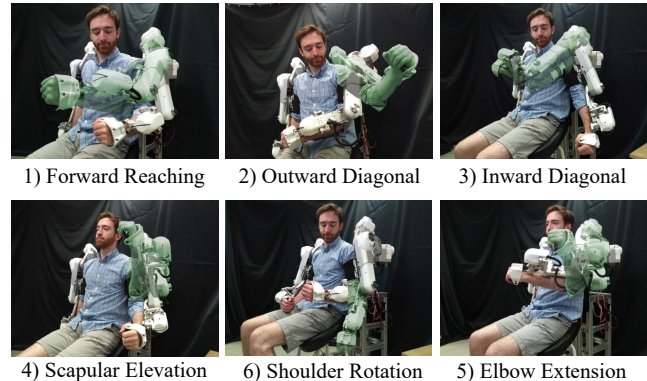 1) Forward Reaching
2) Outward Diagonal
3) Inward Diagonal
4) Scapular Elevation
6) Shoulder Rotation
5) Elbow Extension